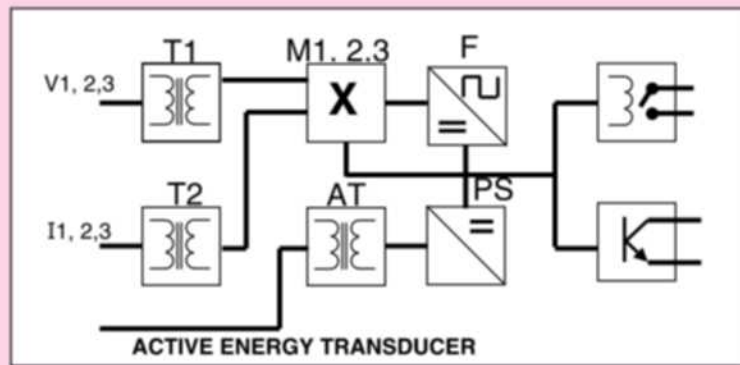 T1
M1. 2.3
F
V1, 2,3
X
T2
AT
PS
I1, 2,3
ACTIVE ENERGY TRANSDUCER